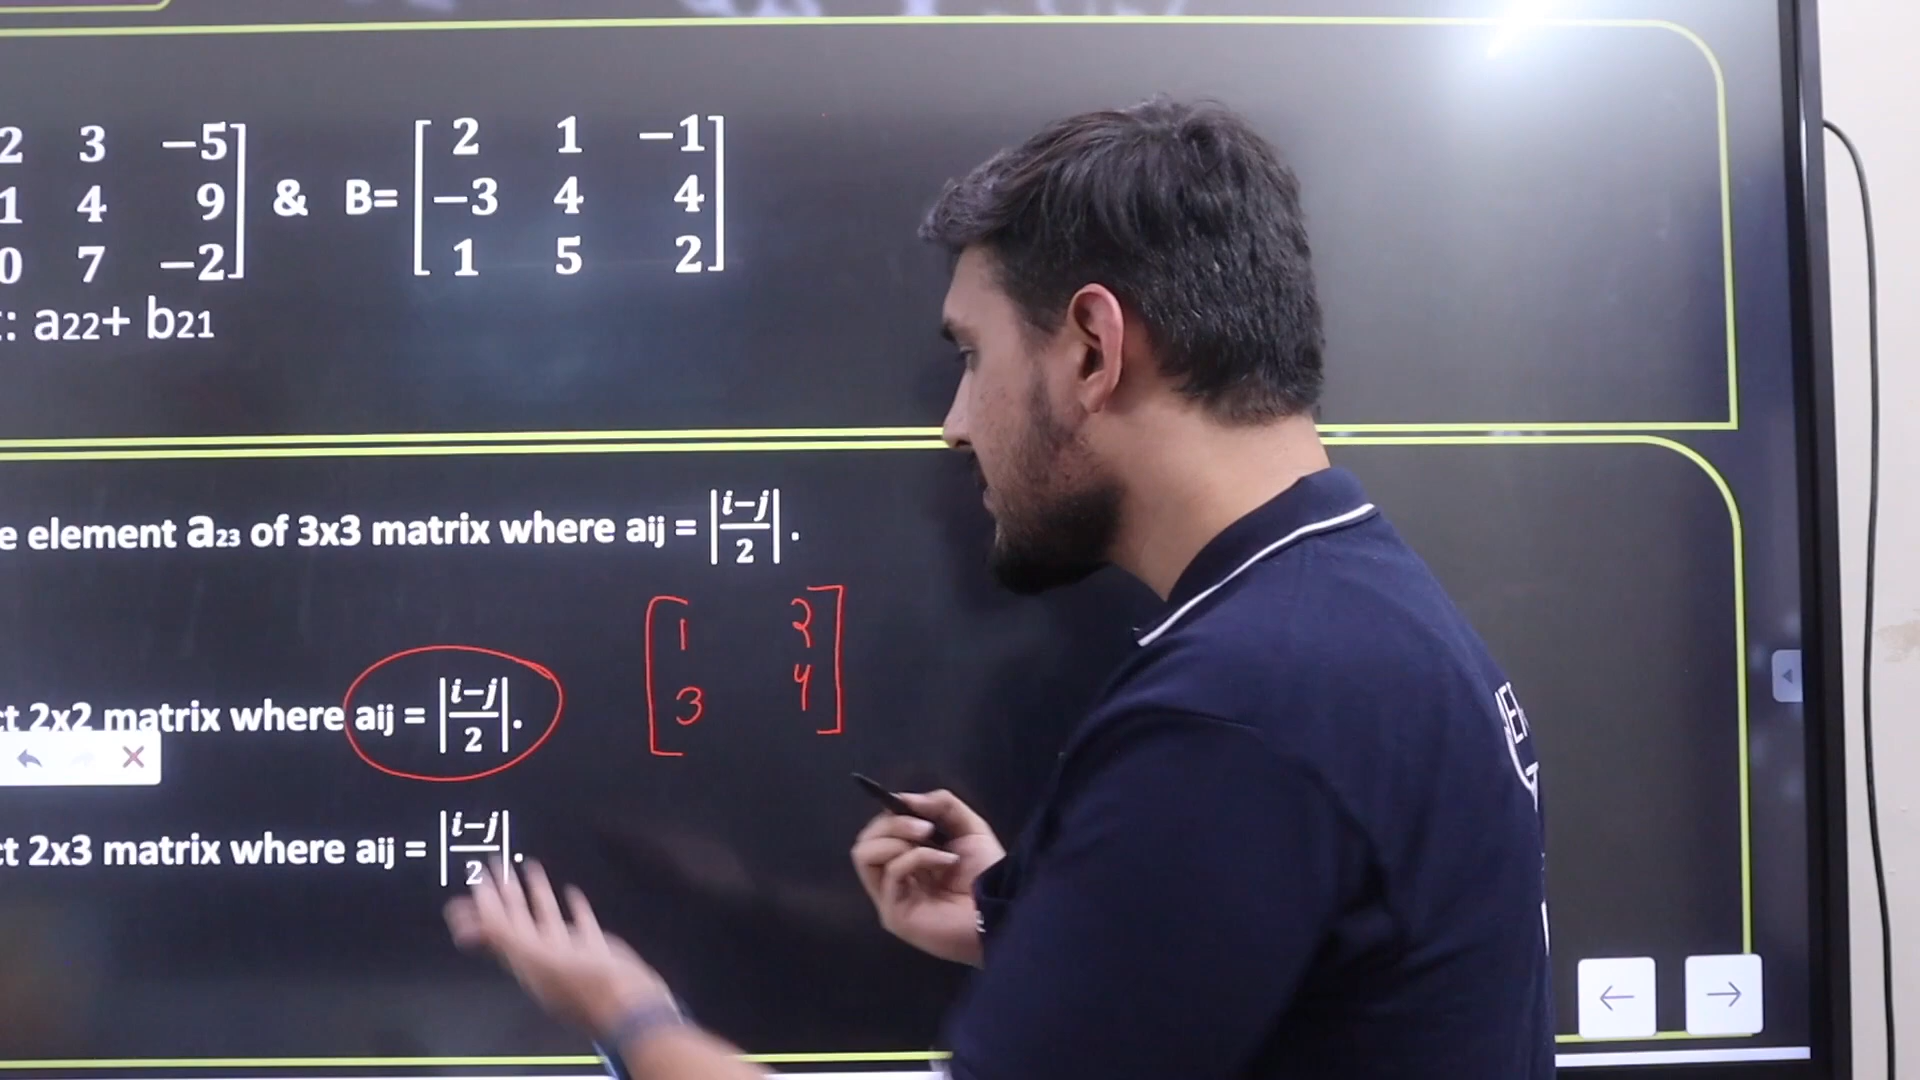 2 3 −5
1 4 9
0 7 −2
& B=
2 1 −1
−3 4 4
1 5 2
: a22+ b21
e element a23 of 3x3 matrix where aij = |i−j/2|.
1 2
3 4
ct 2x2 matrix where aij = |i−j/2|.
ct 2x3 matrix where aij = |i−j/2|.